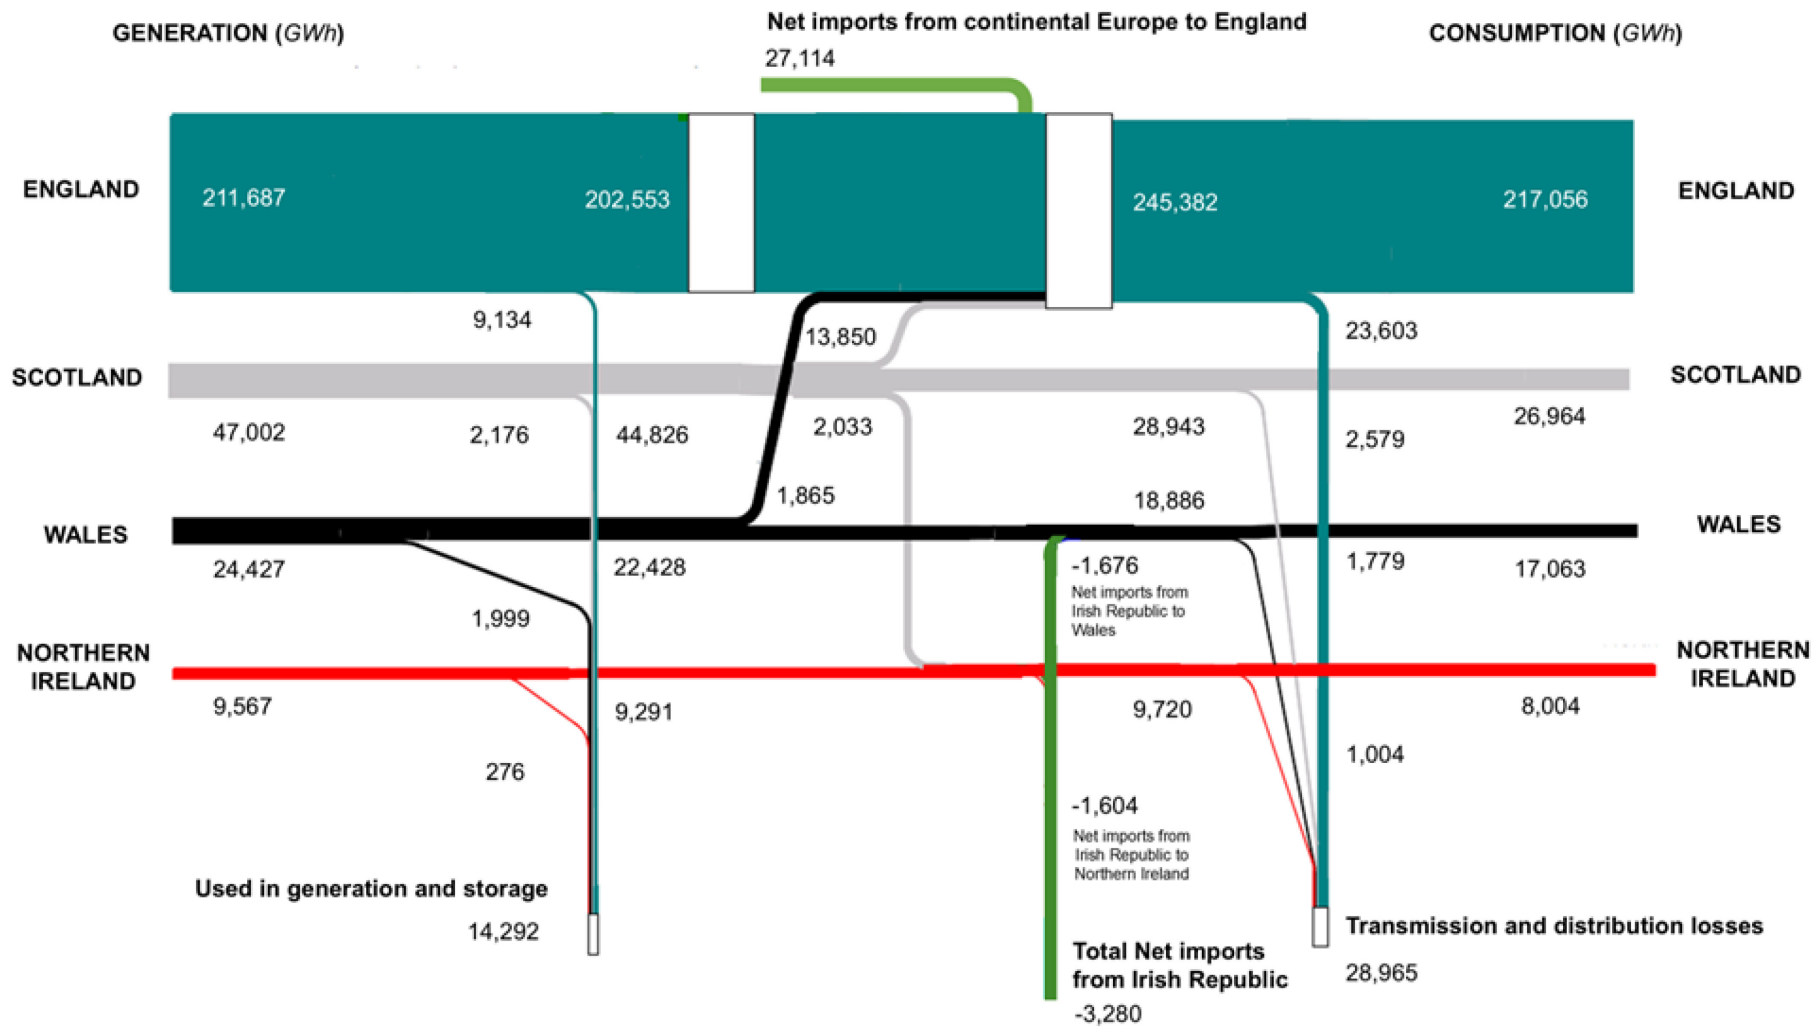 GENERATION (GWh)
Net imports from continental Europe to England
27,114
CONSUMPTION (GWh)
ENGLAND
211,687
202,553
245,382
217,056
ENGLAND
9,134
13,850
23,603
SCOTLAND
SCOTLAND
47,002
2,176
44,826
2,033
28,943
2,579
26,964
1,865
18,886
WALES
WALES
24,427
22,428
-1,676
Net imports from
Irish Republic to
Wales
1,779
17,063
1,999
NORTHERN
IRELAND
NORTHERN
IRELAND
9,567
9,291
9,720
8,004
276
1,004
-1,604
Net imports from
Irish Republic to
Northern Ireland
Used in generation and storage
14,292
Total Net imports
from Irish Republic
-3,280
Transmission and distribution losses
28,965